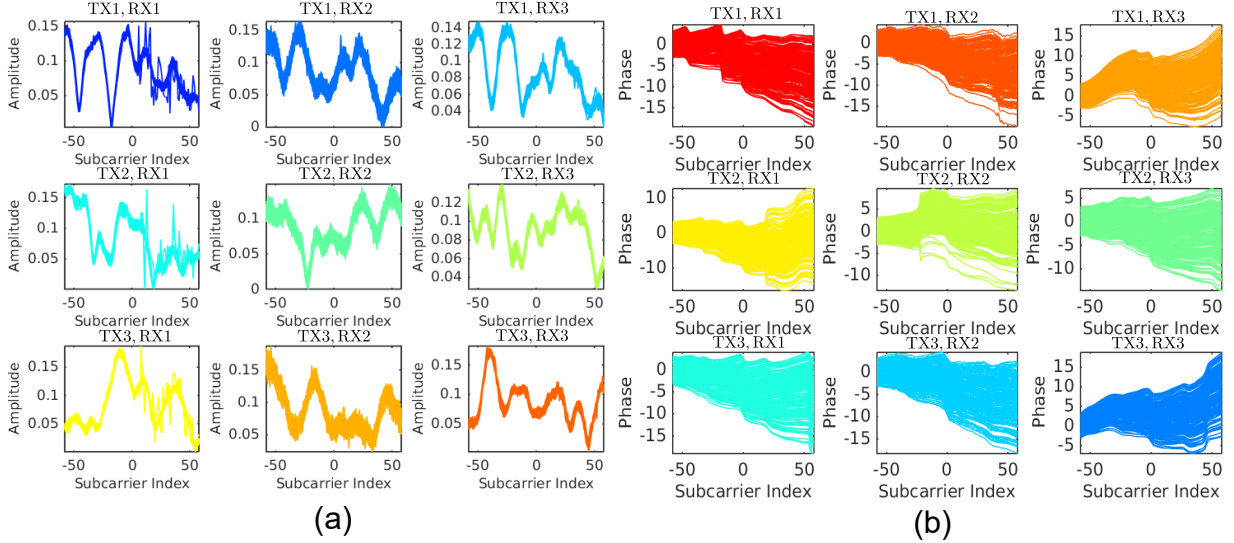 TX1, RX1 TX1, RX2 TX1, RX3 TX1, RX1 TX1, RX2 TX1, RX3
0.15 0.1 0.05
0.15 0.1 0.05 0
0.14 0.12 0.1 0.08 0.06 0.04
0 -5 -10 -15
0 -5 -10 -15
15 10 5 0 -5
Amplitude Amplitude Amplitude Phase Phase Phase
-50 0 50 -50 0 50 -50 0 50 -50 0 50 -50 0 50 -50 0 50
Subcarrier Index Subcarrier Index Subcarrier Index Subcarrier Index Subcarrier Index Subcarrier Index
TX2, RX1 TX2, RX2 TX2, RX3 TX2, RX1 TX2, RX2 TX2, RX3
0.15 0.1 0.05
0.15 0.1 0.05 0
0.12 0.1 0.08 0.06 0.04
10 0 -10
5 0 -5 -10
5 0 -5 -10
Amplitude Amplitude Amplitude Phase Phase Phase
-50 0 50 -50 0 50 -50 0 50 -50 0 50 -50 0 50 -50 0 50
Subcarrier Index Subcarrier Index Subcarrier Index Subcarrier Index Subcarrier Index Subcarrier Index
TX3, RX1 TX3, RX2 TX3, RX3 TX3, RX1 TX3, RX2 TX3, RX3
0.15 0.1 0.05
0.15 0.1 0.05
0.15 0.1 0.05
0 -5 -10 -15
0 -5 -10 -15
15 10 5 0 -5
Amplitude Amplitude Amplitude Phase Phase Phase
-50 0 50 -50 0 50 -50 0 50 -50 0 50 -50 0 50 -50 0 50
Subcarrier Index Subcarrier Index Subcarrier Index Subcarrier Index Subcarrier Index Subcarrier Index
(a) (b)